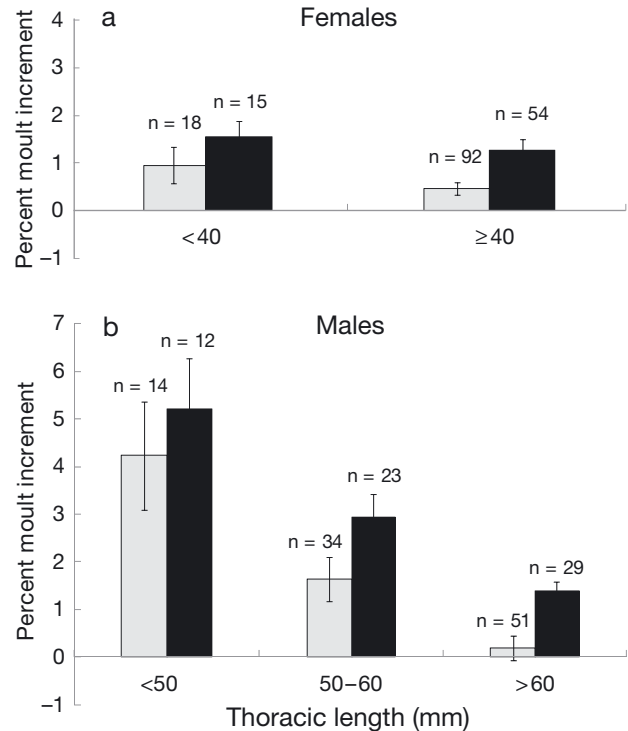 a Females
Percent moult increment
4
3
2
1
0
−1
n = 18
n = 15
n = 92
n = 54
<40
≥40
b Males
Percent moult increment
7
6
5
4
3
2
1
0
−1
n = 14
n = 12
n = 34
n = 23
n = 51
n = 29
<50
50–60
>60
Thoracic length (mm)